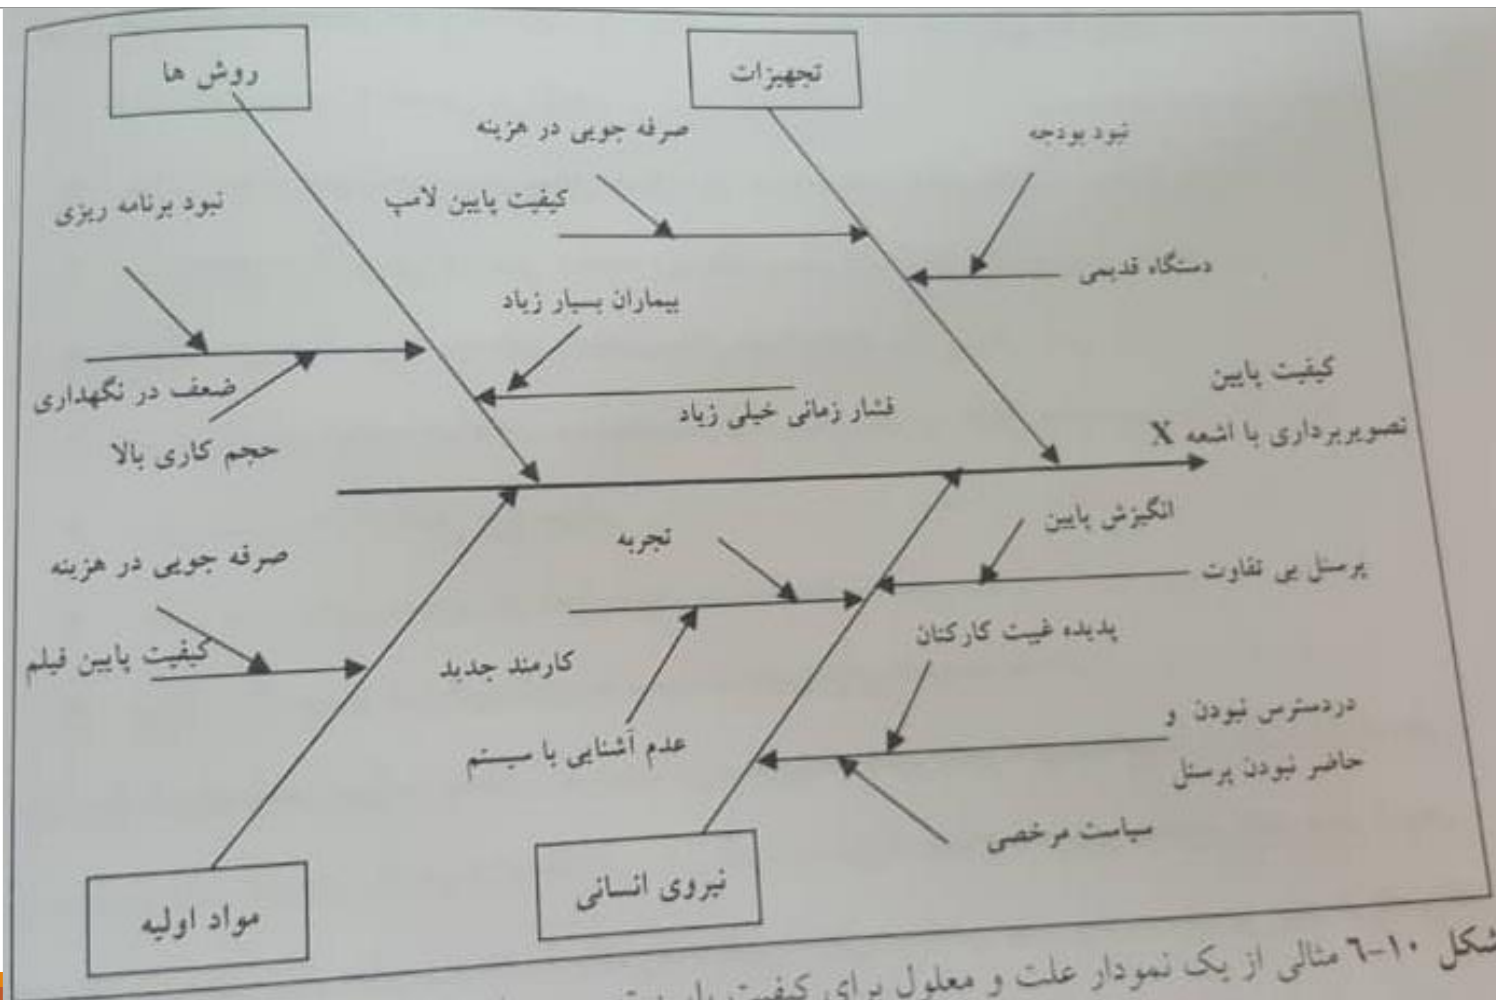 تجهیزات
روش ها
نبود بودجه
صرفه جویی در هزینه
کیفیت پایین لامپ
نبود برنامه ریزی
دستگاه قدیمی
بیماران بسیار زیاد
کیفیت پایین
تصویربرداری با اشعه X
ضعف در نگهداری
فشار زمانی خیلی زیاد
حجم کاری بالا
انگیزش پایین
تجربه
صرفه جویی در هزینه
پرسنل بی تفاوت
پدیده غیبت کارکنان
کارمند جدید
کیفیت پایین فیلم
دردسترس نبودن و
حاضر نبودن پرسنل
عدم آشنایی با سیستم
سیاست مرخصی
نیروی انسانی
مواد اولیه
شکل ۱۰-۶ مثالی از یک نمودار علت و معلول برای کیفیت